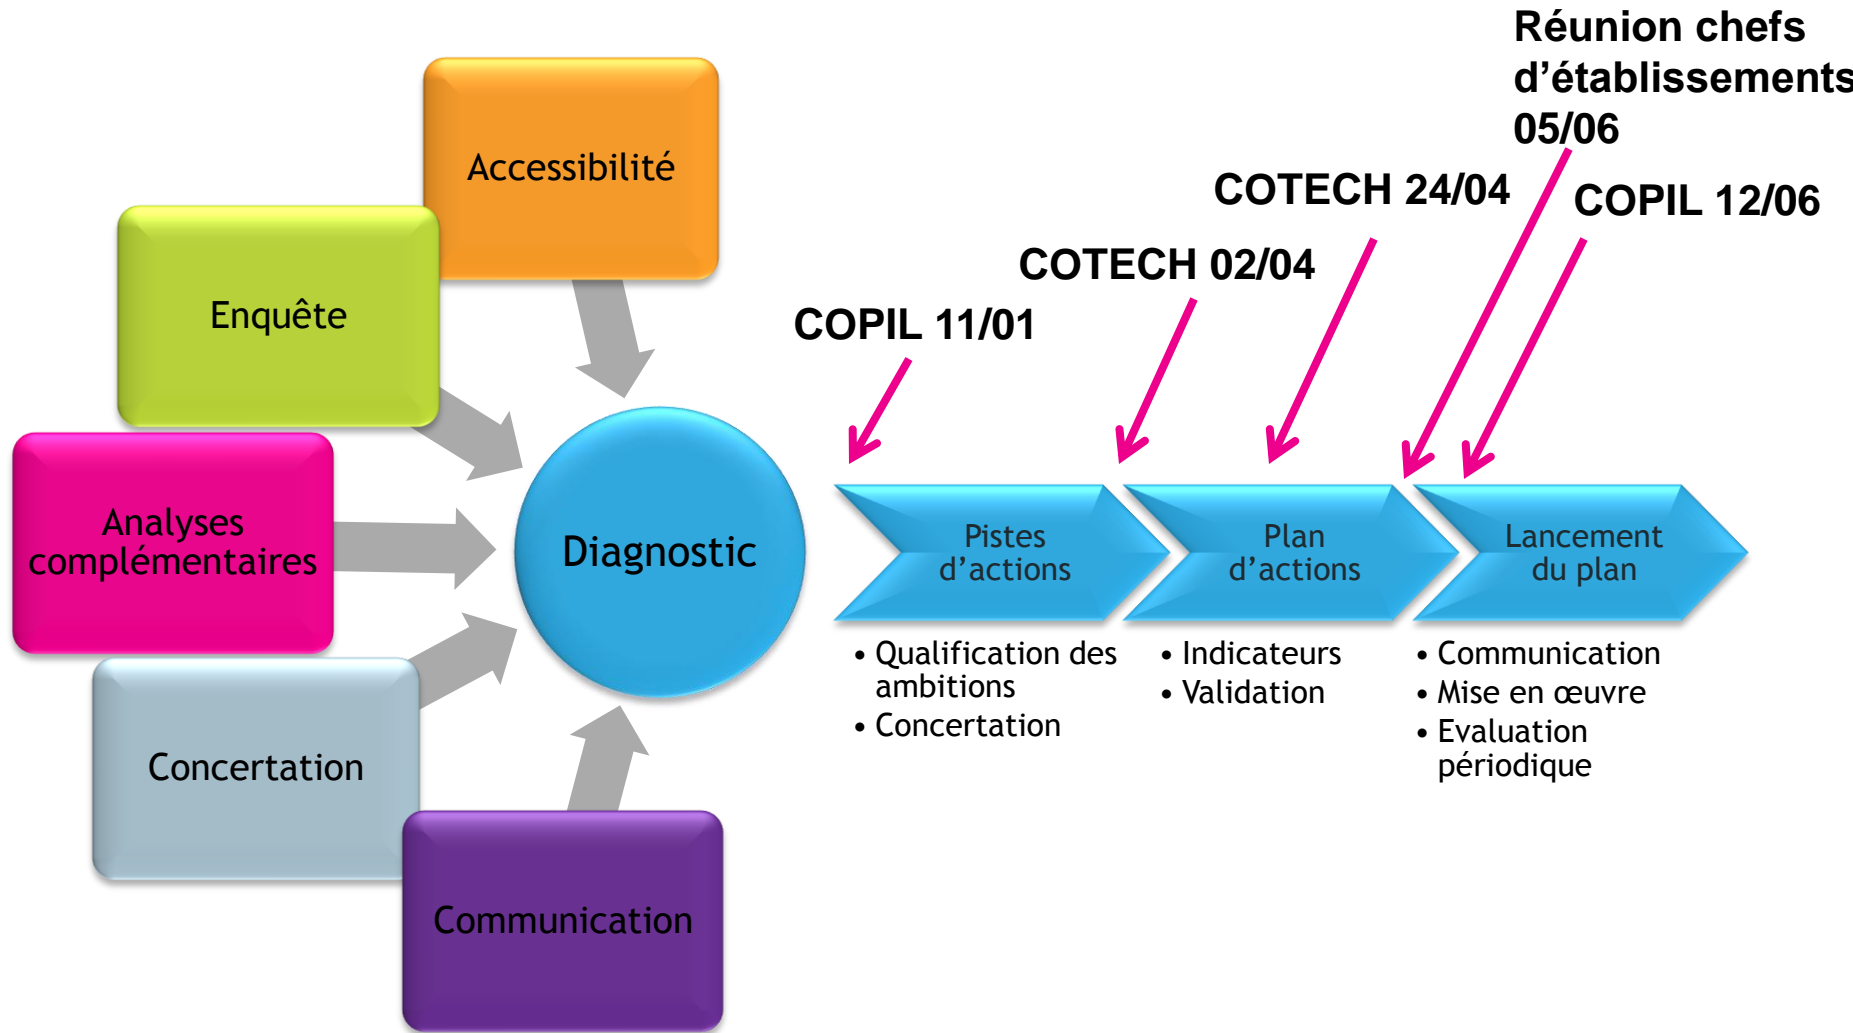 Accessibilité
Enquête
Analyses
complémentaires
Concertation
Communication
Diagnostic
COPIL 11/01
COTECH 02/04
COTECH 24/04
Réunion chefs
d’établissements
05/06
COPIL 12/06
Pistes
d’actions
• Qualification des
ambitions
• Concertation
Plan
d’actions
• Indicateurs
• Validation
Lancement
du plan
• Communication
• Mise en œuvre
• Evaluation
périodique